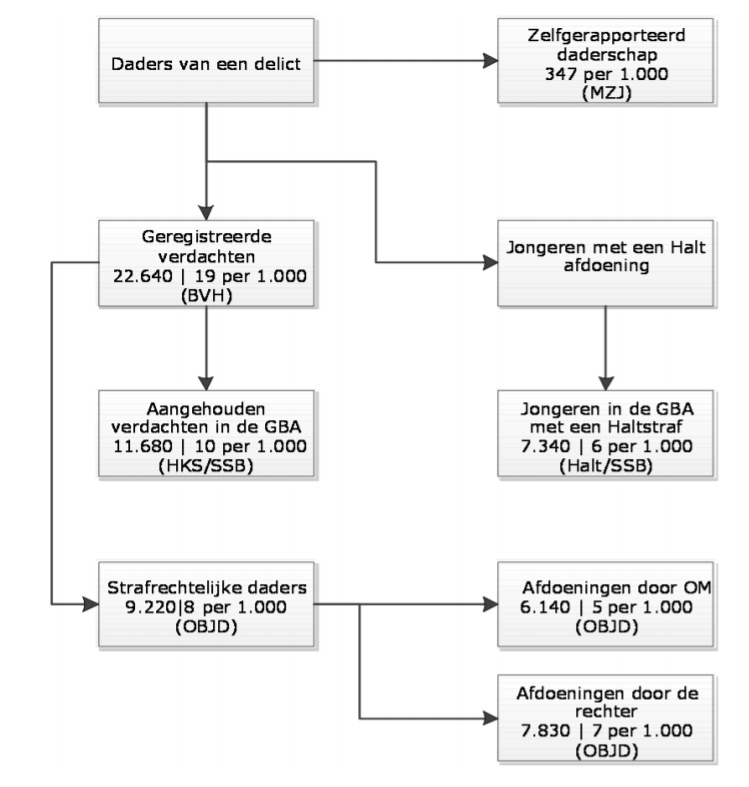 Daders van een delict
Zelfgerapporteerd
daderschap
347 per 1.000
(MZJ)
Geregistreerde
verdachten
22.640 | 19 per 1.000
(BVH)
Jongeren met een Halt
afdoening
Aangehouden
verdachten in de GBA
11.680 | 10 per 1.000
(HKS/SSB)
Jongeren in de GBA
met een Haltstraf
7.340 | 6 per 1.000
(Halt/SSB)
Strafrechtelijke daders
9.220|8 per 1.000
(OBJD)
Afdoeningen door OM
6.140 | 5 per 1.000
(OBJD)
Afdoeningen door de
rechter
7.830 | 7 per 1.000
(OBJD)